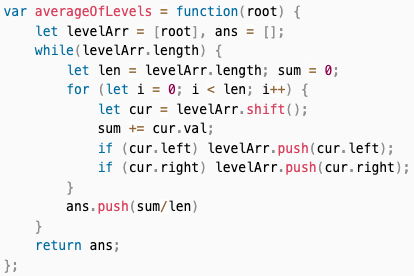 var averageOfLevels = function(root) {
    let levelArr = [root], ans = [];
    while(levelArr.length) {
        let len = levelArr.length; sum = 0;
        for (let i = 0; i < len; i++) {
            let cur = levelArr.shift();
            sum += cur.val;
            if (cur.left) levelArr.push(cur.left);
            if (cur.right) levelArr.push(cur.right);
        }
        ans.push(sum/len)
    }
    return ans;
};